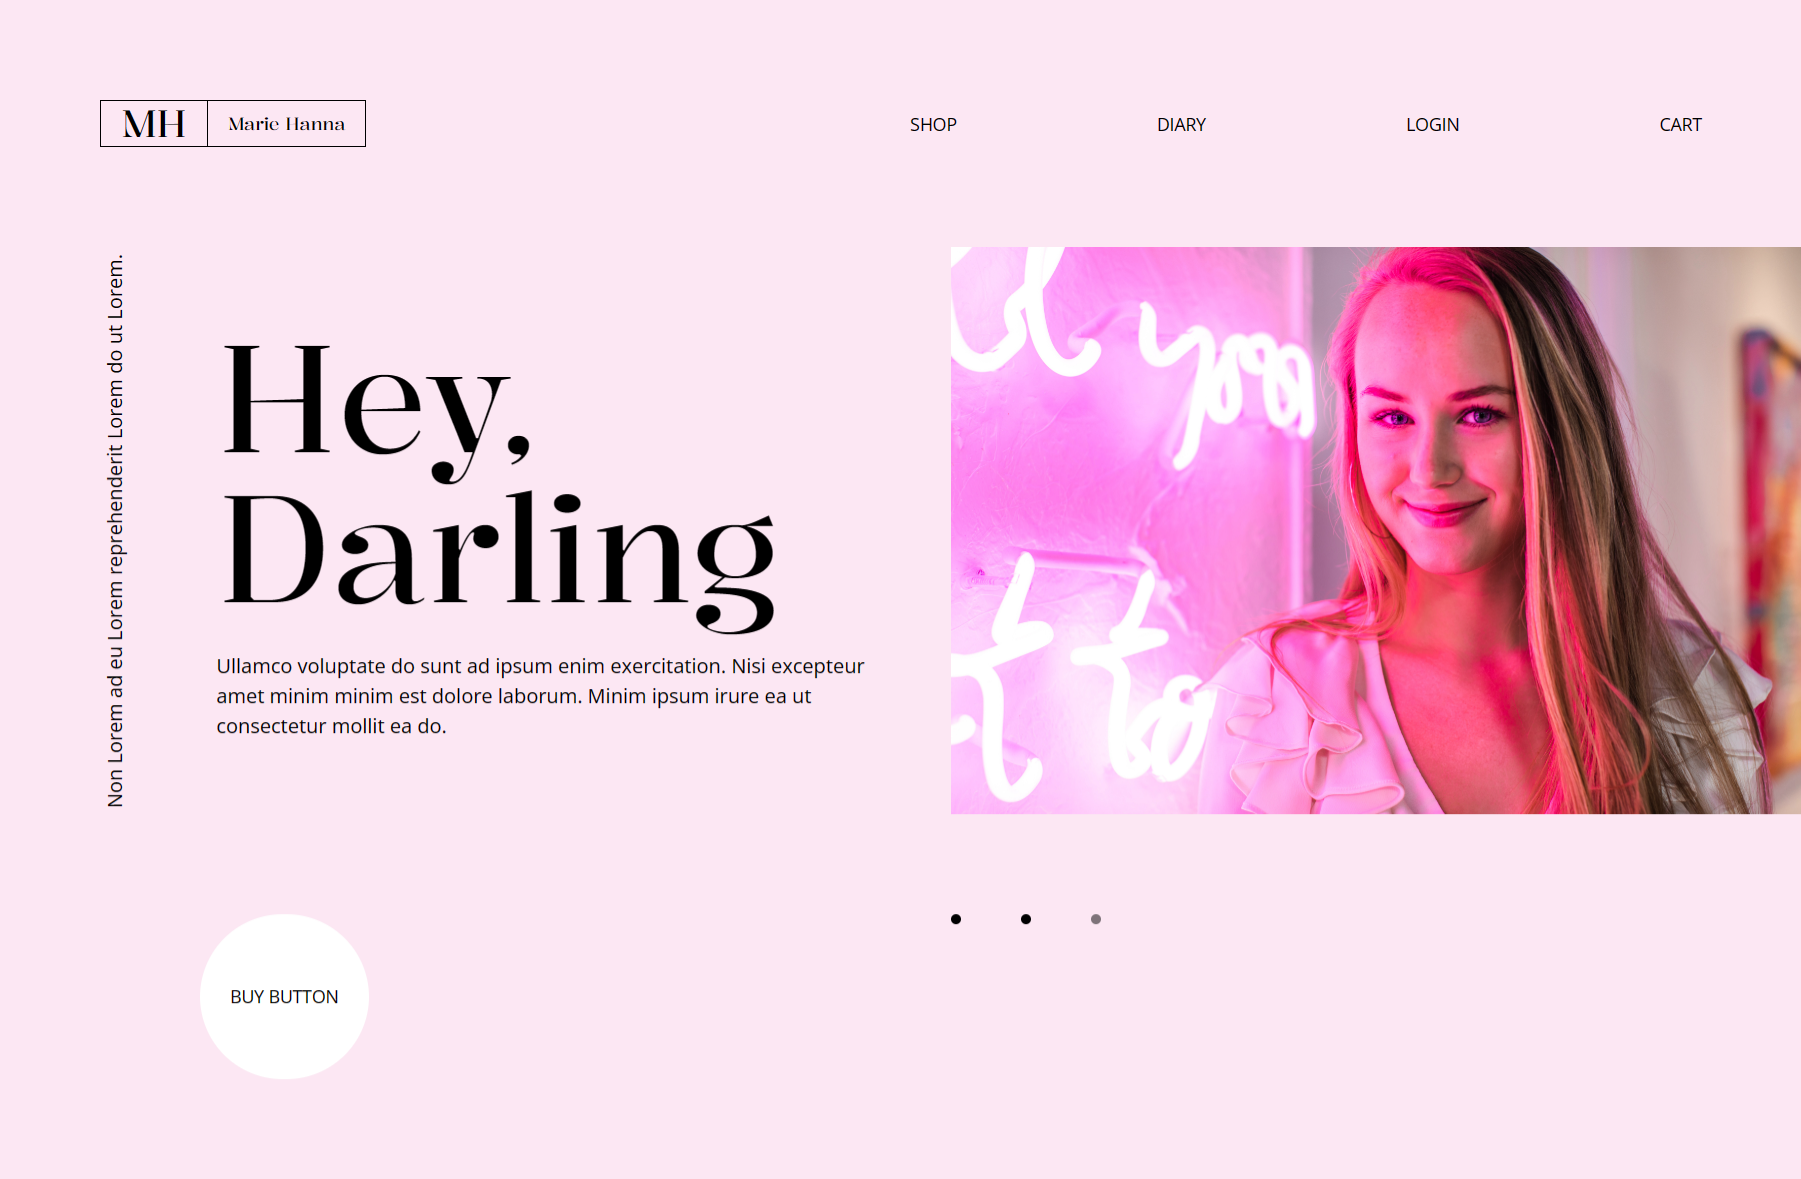 MH
Marie Hanna
SHOP
DIARY
LOGIN
CART
Non Lorem ad eu Lorem reprehenderit Lorem do ut Lorem.
Hey,
Darling
Ullamco voluptate do sunt ad ipsum enim exercitation. Nisi excepteur
amet minim minim est dolore laborum. Minim ipsum irure ea ut
consectetur mollit ea do.
you
to
BUY BUTTON